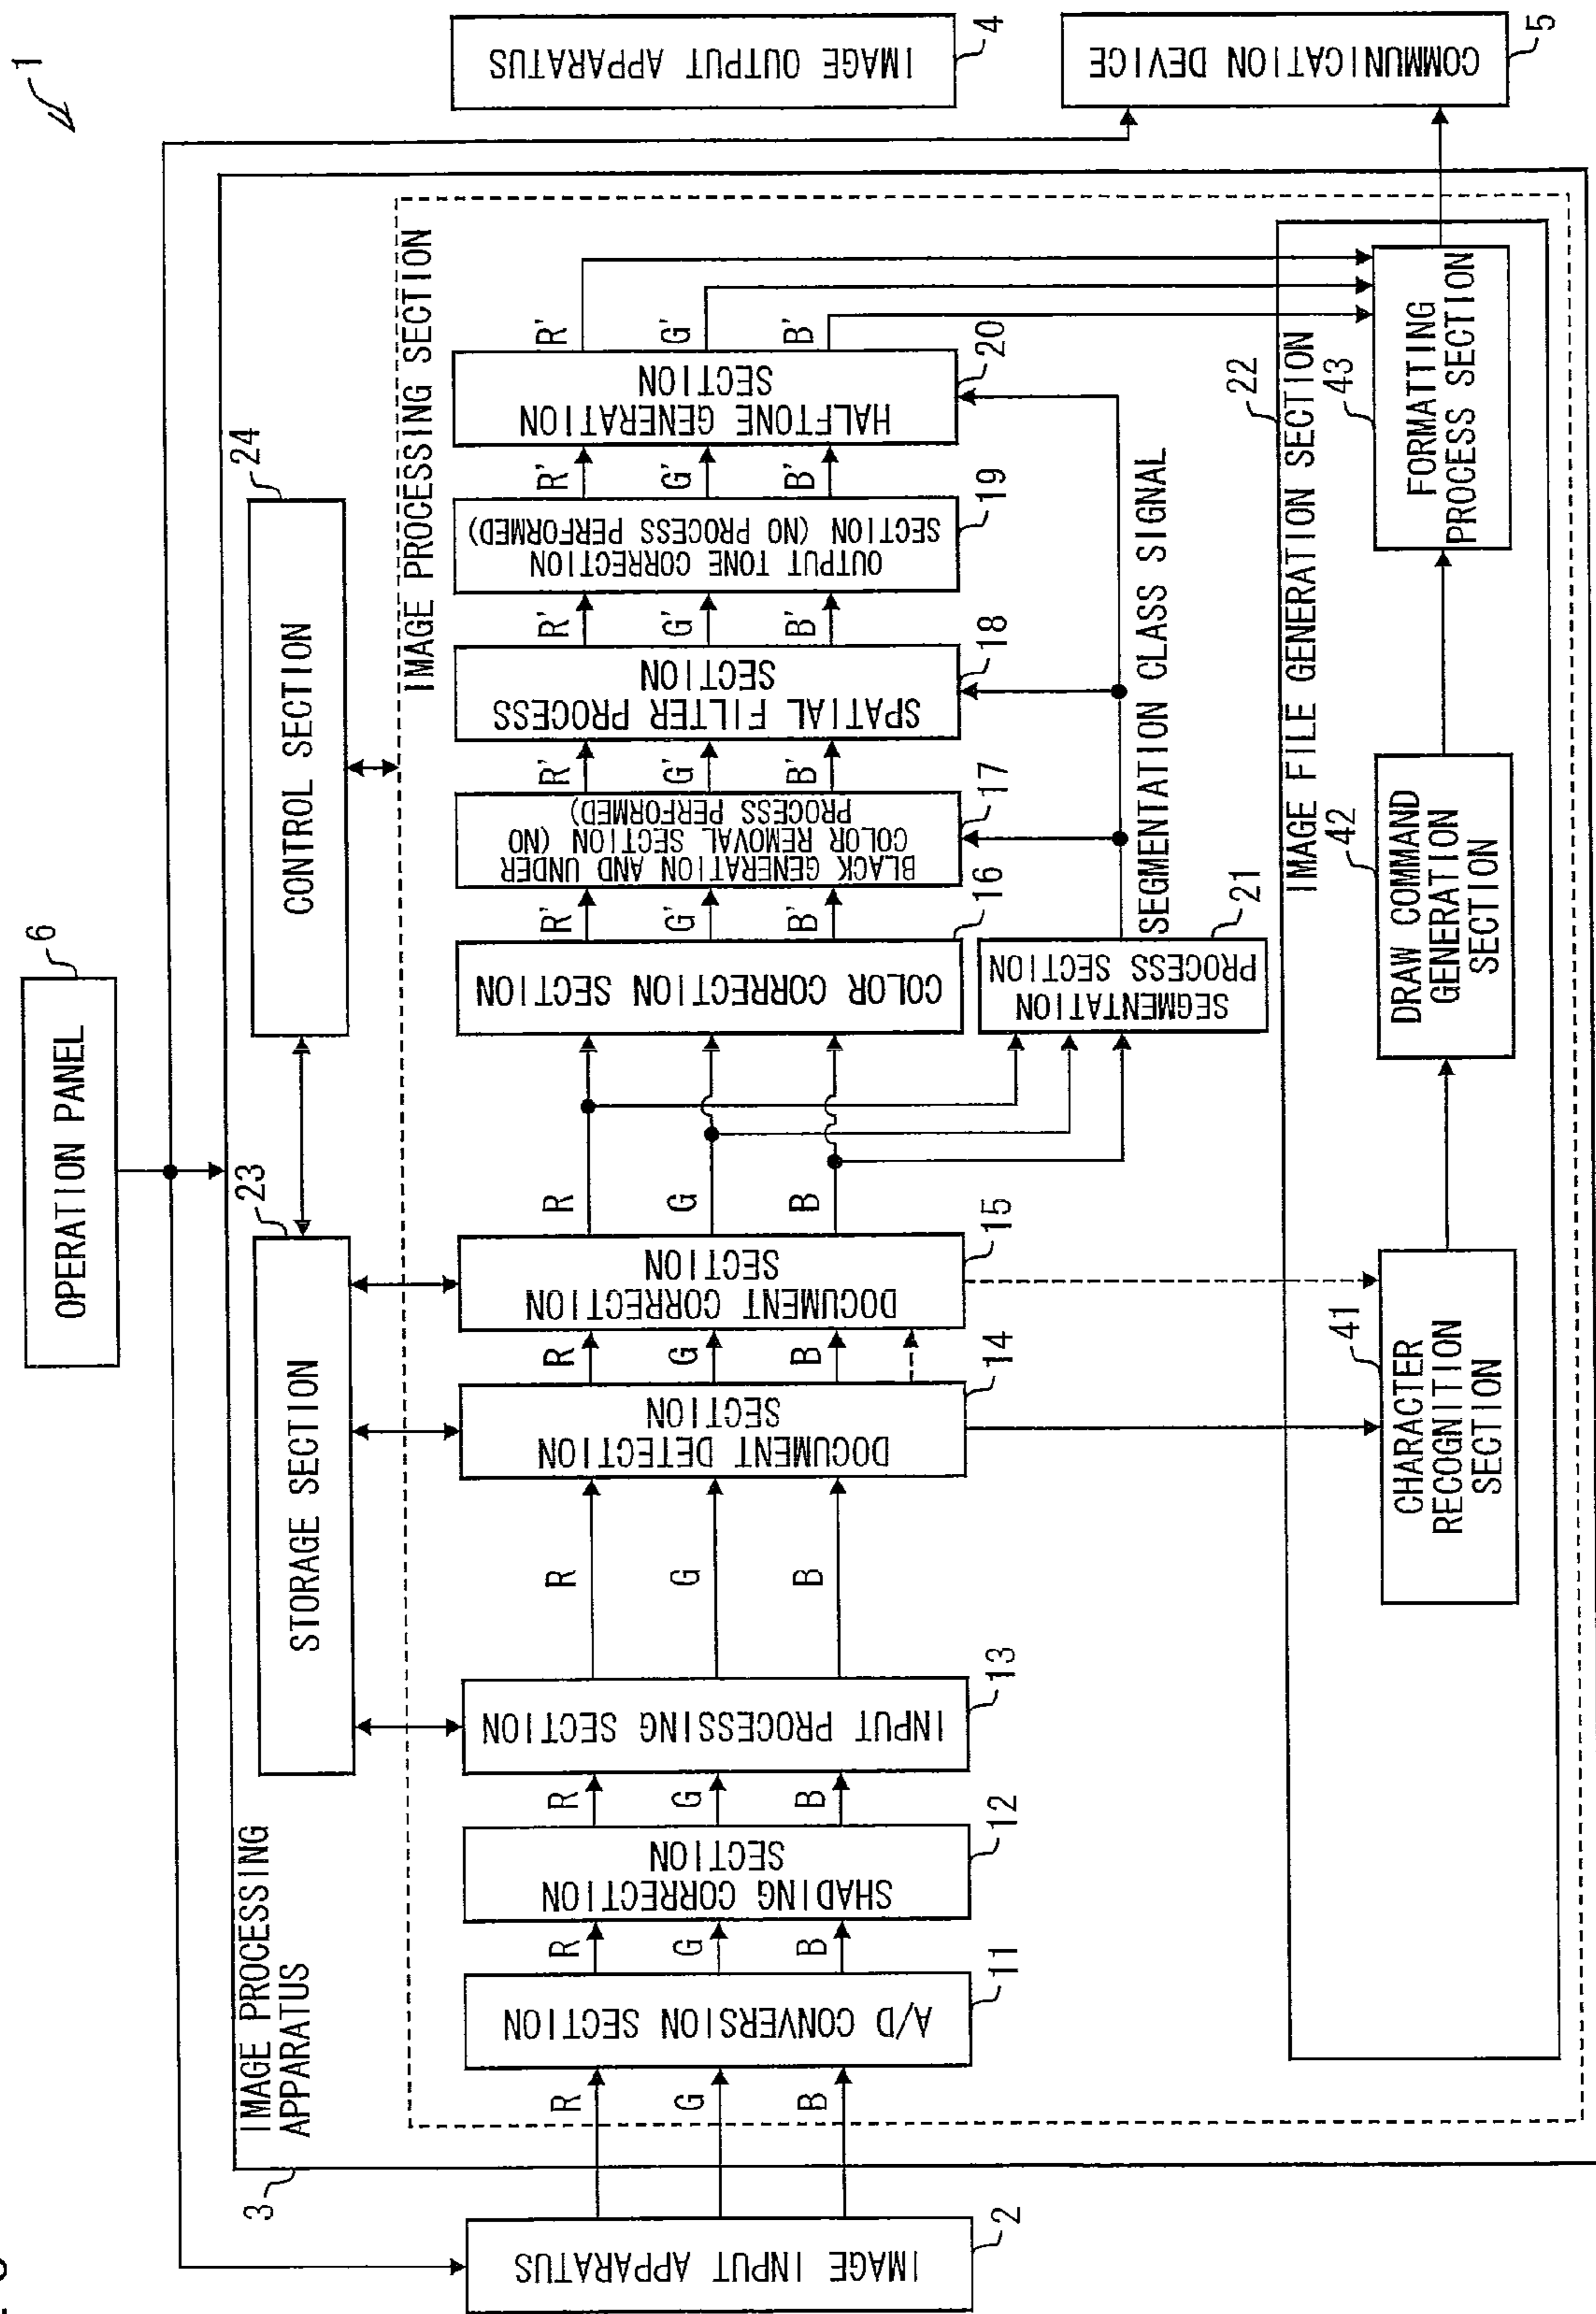 1
OPERATION PANEL
6
IMAGE PROCESSING
APPARATUS
3
STORAGE SECTION
23
CONTROL SECTION
24
IMAGE PROCESSING SECTION
IMAGE INPUT APPARATUS
2
R
G
B
A/D CONVERSION SECTION
11
R
G
B
SHADING CORRECTION
SECTION
12
R
G
B
INPUT PROCESSING SECTION
13
R
G
B
DOCUMENT DETECTION
SECTION
14
R
G
B
DOCUMENT CORRECTION
SECTION
15
R
G
B
COLOR CORRECTION SECTION
16
R'
G'
B'
BLACK GENERATION AND UNDER
COLOR REMOVAL SECTION (NO
PROCESS PERFORMED)
17
R'
G'
B'
SPATIAL FILTER PROCESS
SECTION
18
R'
G'
B'
OUTPUT TONE CORRECTION
SECTION (NO PROCESS PERFORMED)
19
R'
G'
B'
HALFTONE GENERATION
SECTION
20
R'
G'
B'
IMAGE OUTPUT APPARATUS
4
COMMUNICATION DEVICE
5
SEGMENTATION
PROCESS SECTION
21
SEGMENTATION CLASS SIGNAL
IMAGE FILE GENERATION SECTION
22
CHARACTER
RECOGNITION
SECTION
41
DRAW COMMAND
GENERATION
SECTION
42
FORMATTING
PROCESS SECTION
43